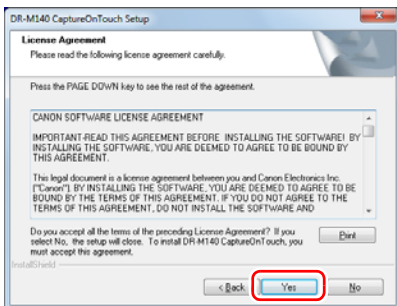 DR-M140 CaptureOnTouch Setup
License Agreement
Please read the following license agreement carefully.
Press the PAGE DOWN key to see the rest of the agreement.
CANON SOFTWARE LICENSE AGREEMENT
IMPORTANT-READ THIS AGREEMENT BEFORE INSTALLING THE SOFTWARE! BY
INSTALLING THE SOFTWARE, YOU ARE DEEMED TO AGREE TO BE BOUND BY
THIS AGREEMENT.
This legal document is a license agreement between you and Canon Electronics Inc.
("Canon"). BY INSTALLING THE SOFTWARE, YOU ARE DEEMED TO AGREE TO BE
BOUND BY THE TERMS OF THIS AGREEMENT. IF YOU DO NOT AGREE TO THE
TERMS OF THIS AGREEMENT, DO NOT INSTALL THE SOFTWARE AND
Do you accept all the terms of the preceding License Agreement? If you
select No, the setup will close. To install DR-M140 CaptureOnTouch, you
must accept this agreement.
Print
InstallShield
< Back
Yes
No